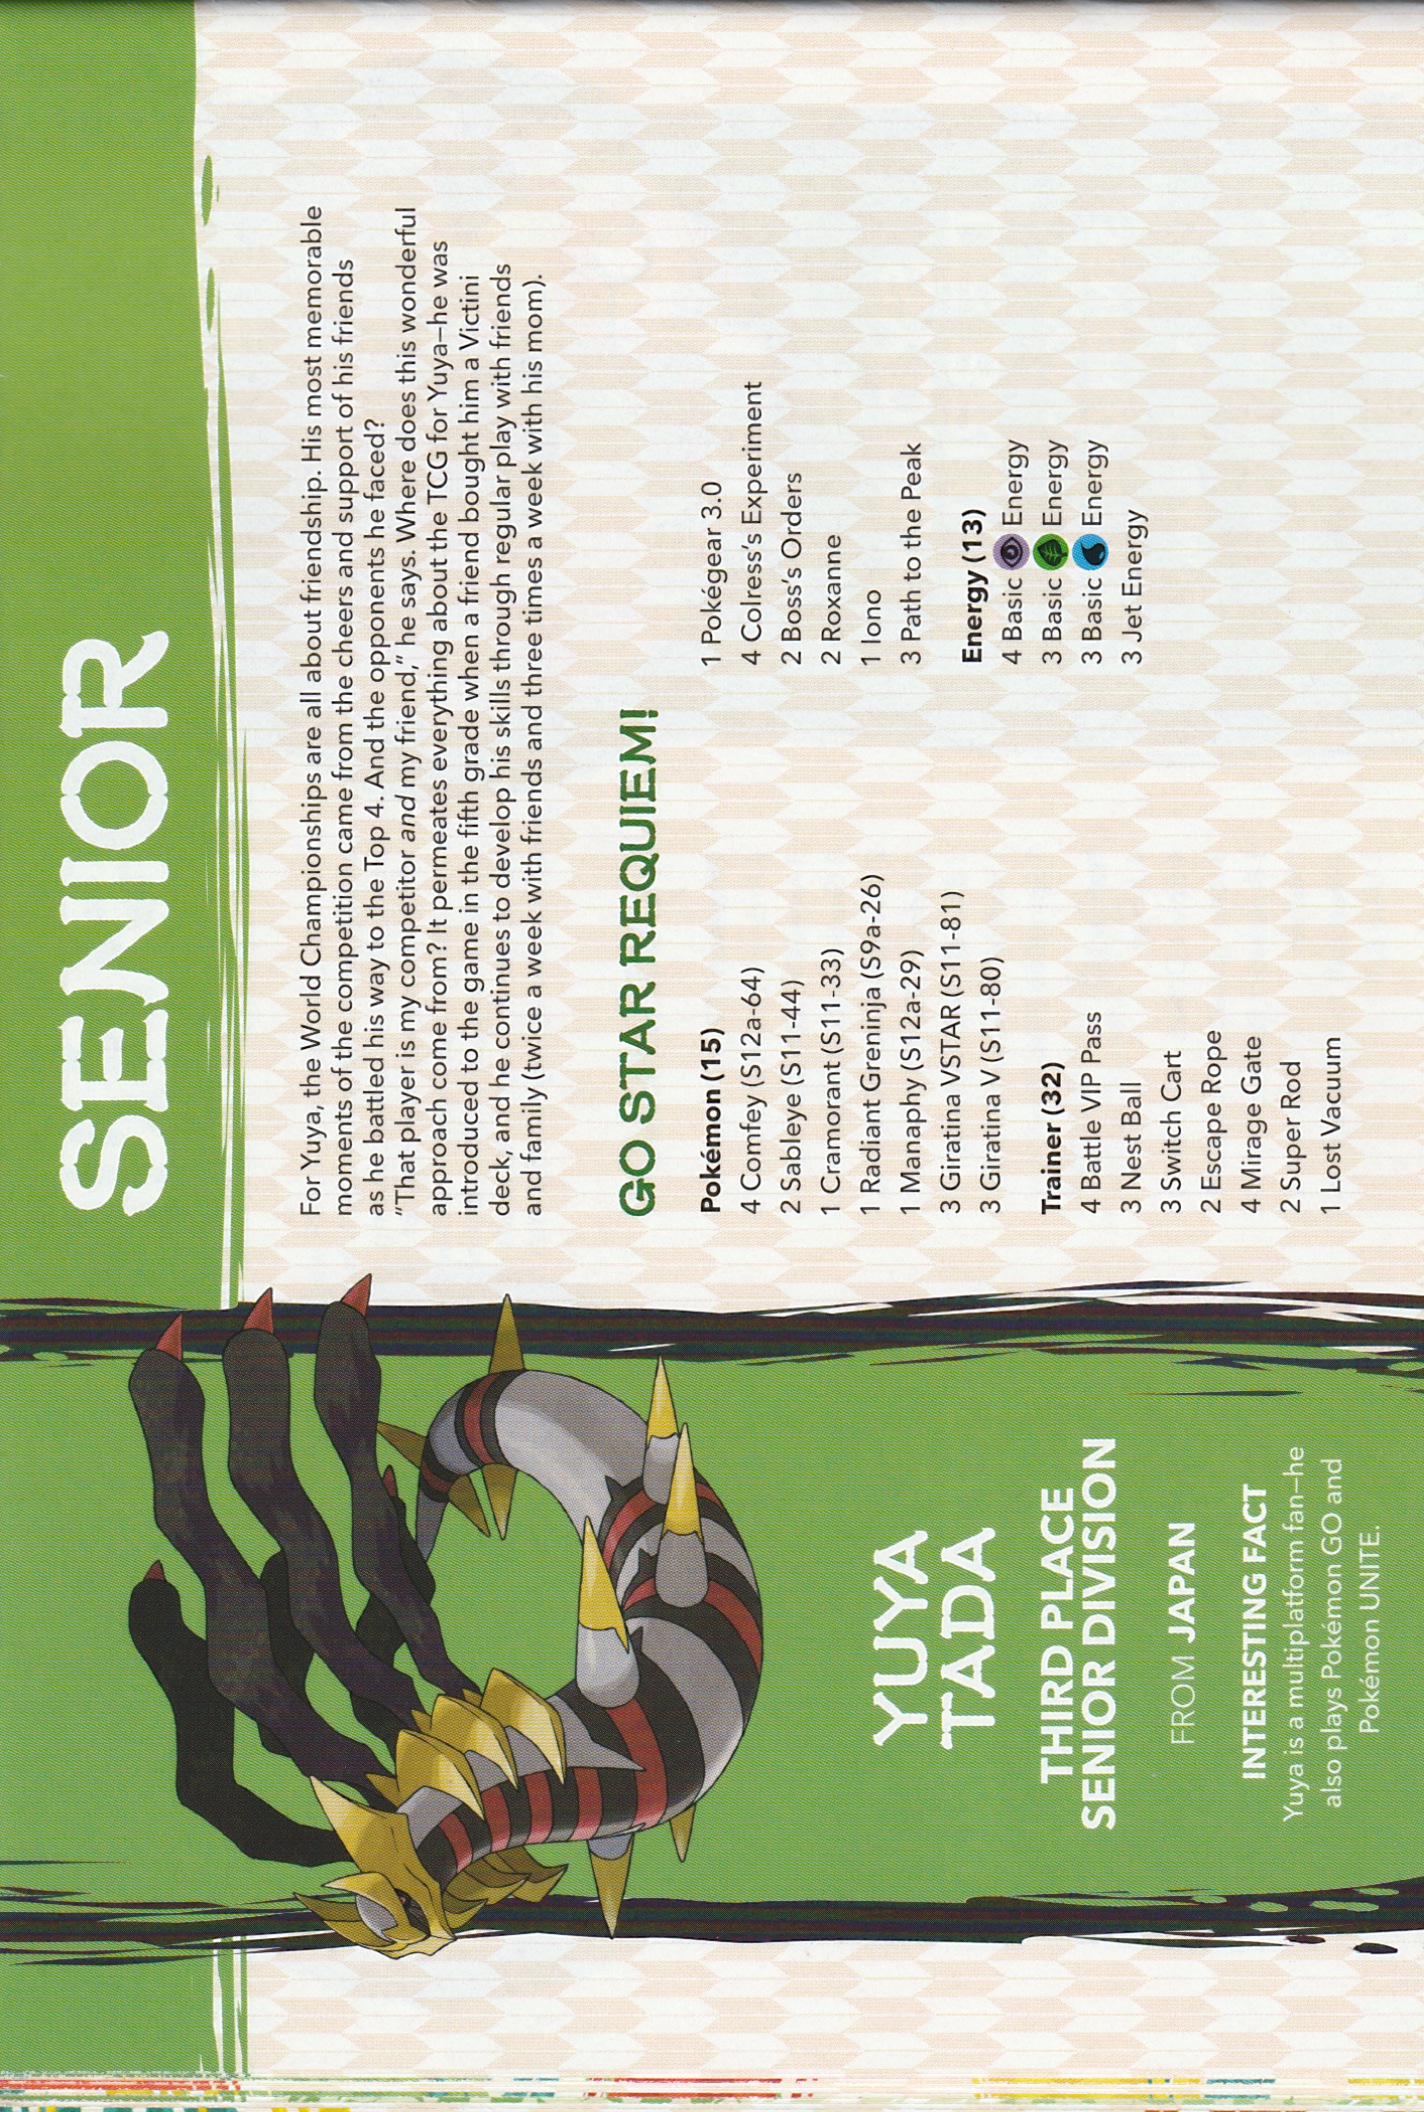 SENIOR
For Yuya, the World Championships are all about friendship. His most memorable
moments of the competition came from the cheers and support of his friends
as he battled his way to the Top 4. And the opponents he faced?
"That player is my competitor and my friend," he says. Where does this wonderful
approach come from? It permeates everything about the TCG for Yuya—he was
introduced to the game in the fifth grade when a friend bought him a Victini
deck, and he continues to develop his skills through regular play with friends
and family (twice a week with friends and three times a week with his mom).
GO STAR REQUIEM!
Pokémon (15)
4 Comfey (S12a-64)
2 Sableye (S11-44)
1 Cramorant (S11-33)
1 Radiant Greninja (S9a-26)
1 Manaphy (S12a-29)
3 Giratina VSTAR (S11-81)
3 Giratina V (S11-80)
Trainer (32)
4 Battle VIP Pass
3 Nest Ball
3 Switch Cart
2 Escape Rope
4 Mirage Gate
2 Super Rod
1 Lost Vacuum
1 Pokégear 3.0
4 Colress's Experiment
2 Boss's Orders
2 Roxanne
1 Iono
3 Path to the Peak
Energy (13)
4 Basic Energy
3 Basic Energy
3 Basic Energy
3 Jet Energy
YUYA
TADA
THIRD PLACE
SENIOR DIVISION
FROM JAPAN
INTERESTING FACT
Yuya is a multiplatform fan—he
also plays Pokémon GO and
Pokémon UNITE.